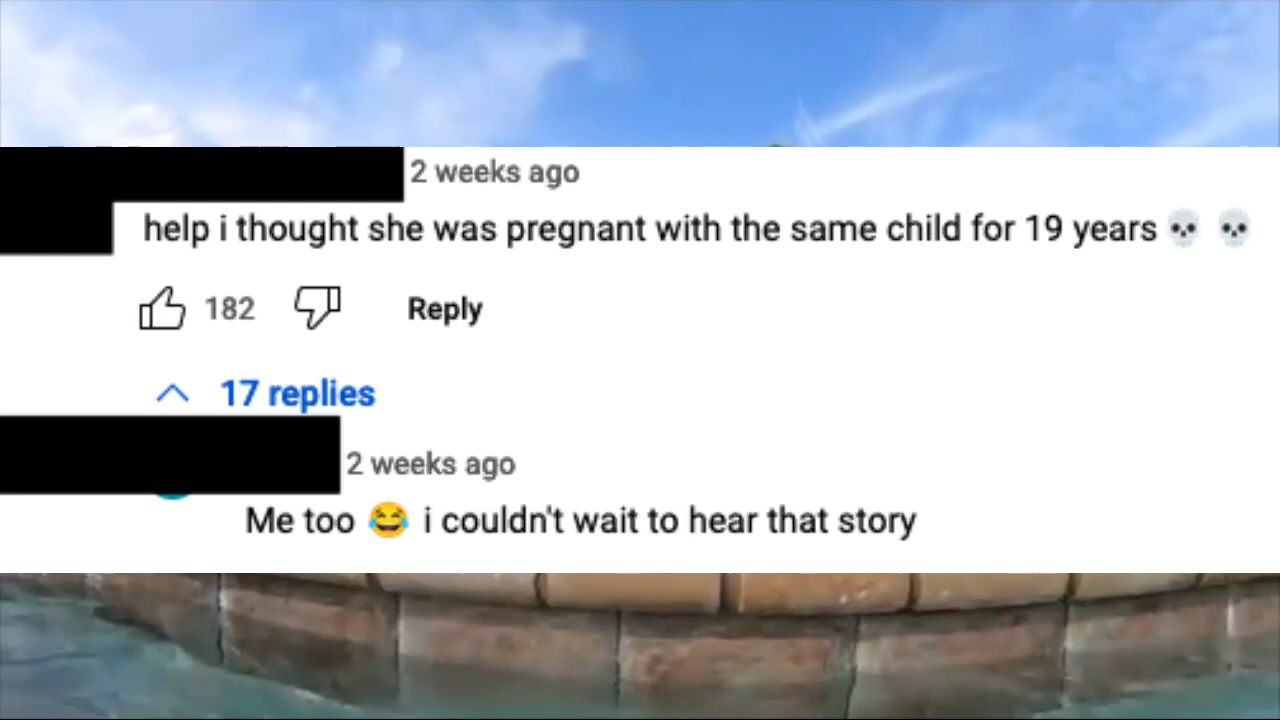 2 weeks ago
help i thought she was pregnant with the same child for 19 years 💀 💀
182 Reply
17 replies
2 weeks ago
Me too 😂 i couldn't wait to hear that story